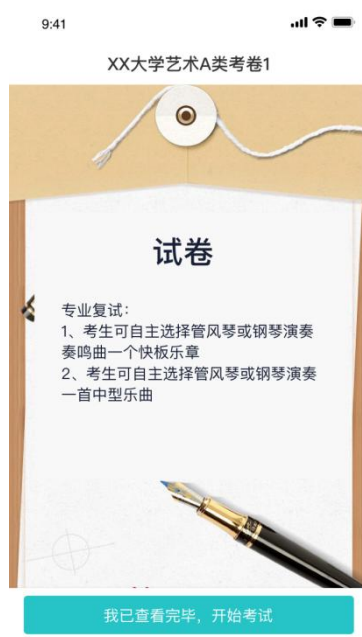 9:41
XX大学艺术A类考卷1
试卷
专业复试：
1、考生可自主选择管风琴或钢琴演奏
奏鸣曲一个快板乐章
2、考生可自主选择管风琴或钢琴演奏
一首中型乐曲
我已查看完毕，开始考试